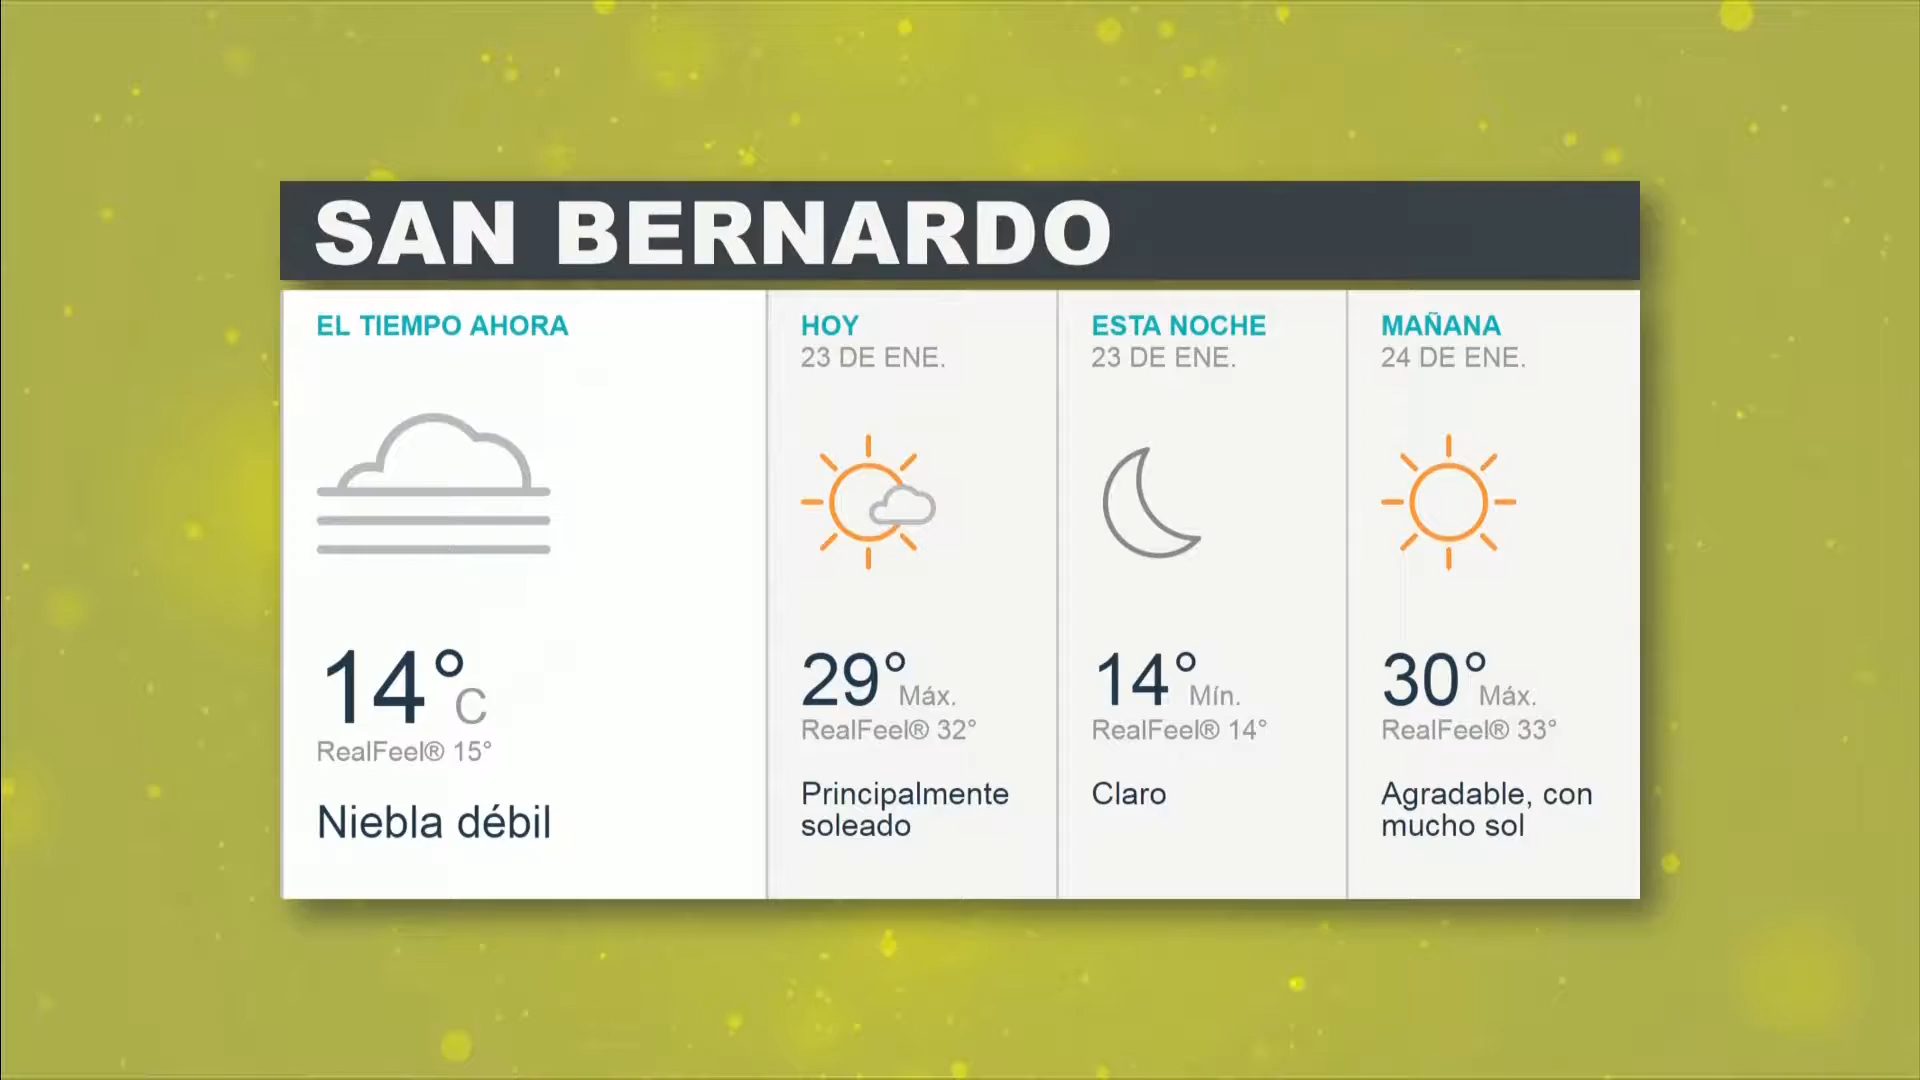 SAN BERNARDO
EL TIEMPO AHORA
14°C
RealFeel® 15°
Niebla débil
HOY
23 DE ENE.
29° Máx.
RealFeel® 32°
Principalmente
soleado
ESTA NOCHE
23 DE ENE.
14° Mín.
RealFeel® 14°
Claro
MAÑANA
24 DE ENE.
30° Máx.
RealFeel® 33°
Agradable, con
mucho sol